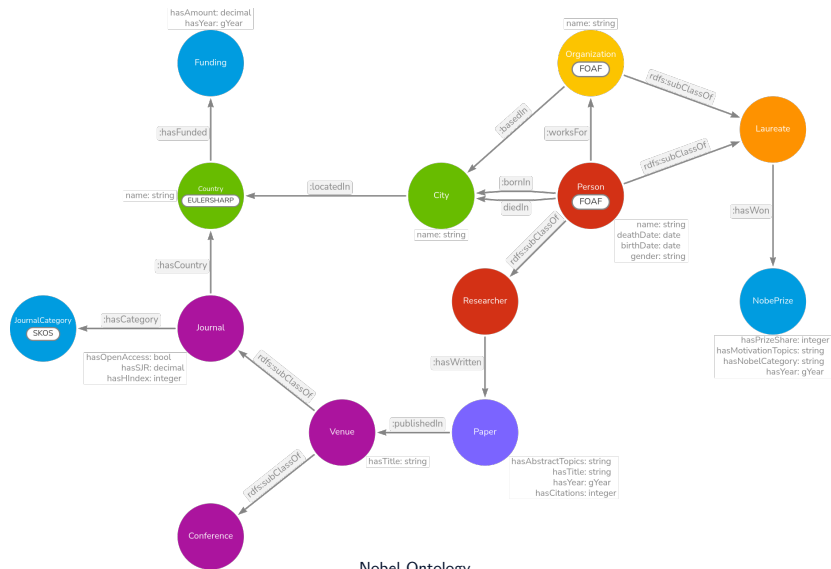 hasAmount: decimal
hasYear: gYear
Funding
name: string
Organization
FOAF
rdfs:subClassOf
Laureate
:hasFunded
:basedIn
:worksFor
rdfs:subClassOf
name: string
Country
EULERSHARP
:locatedIn
City
name: string
:bornIn
diedIn
Person
FOAF
name: string
deathDate: date
birthDate: date
gender: string
:hasWon
rdfs:subClassOf
:hasCountry
Researcher
NobePrize
hasPrizeShare: integer
hasMotivationTopics: string
hasNobelCategory: string
hasYear: gYear
JournalCategory
SKOS
:hasCategory
Journal
hasOpenAccess: bool
hasSJR: decimal
hasHIndex: integer
:hasWritten
rdfs:subClassOf
Venue
hasTitle: string
:publishedIn
Paper
hasAbstractTopics: string
hasTitle: string
hasYear: gYear
hasCitations: integer
rdfs:subClassOf
Conference
Nobel Ontology